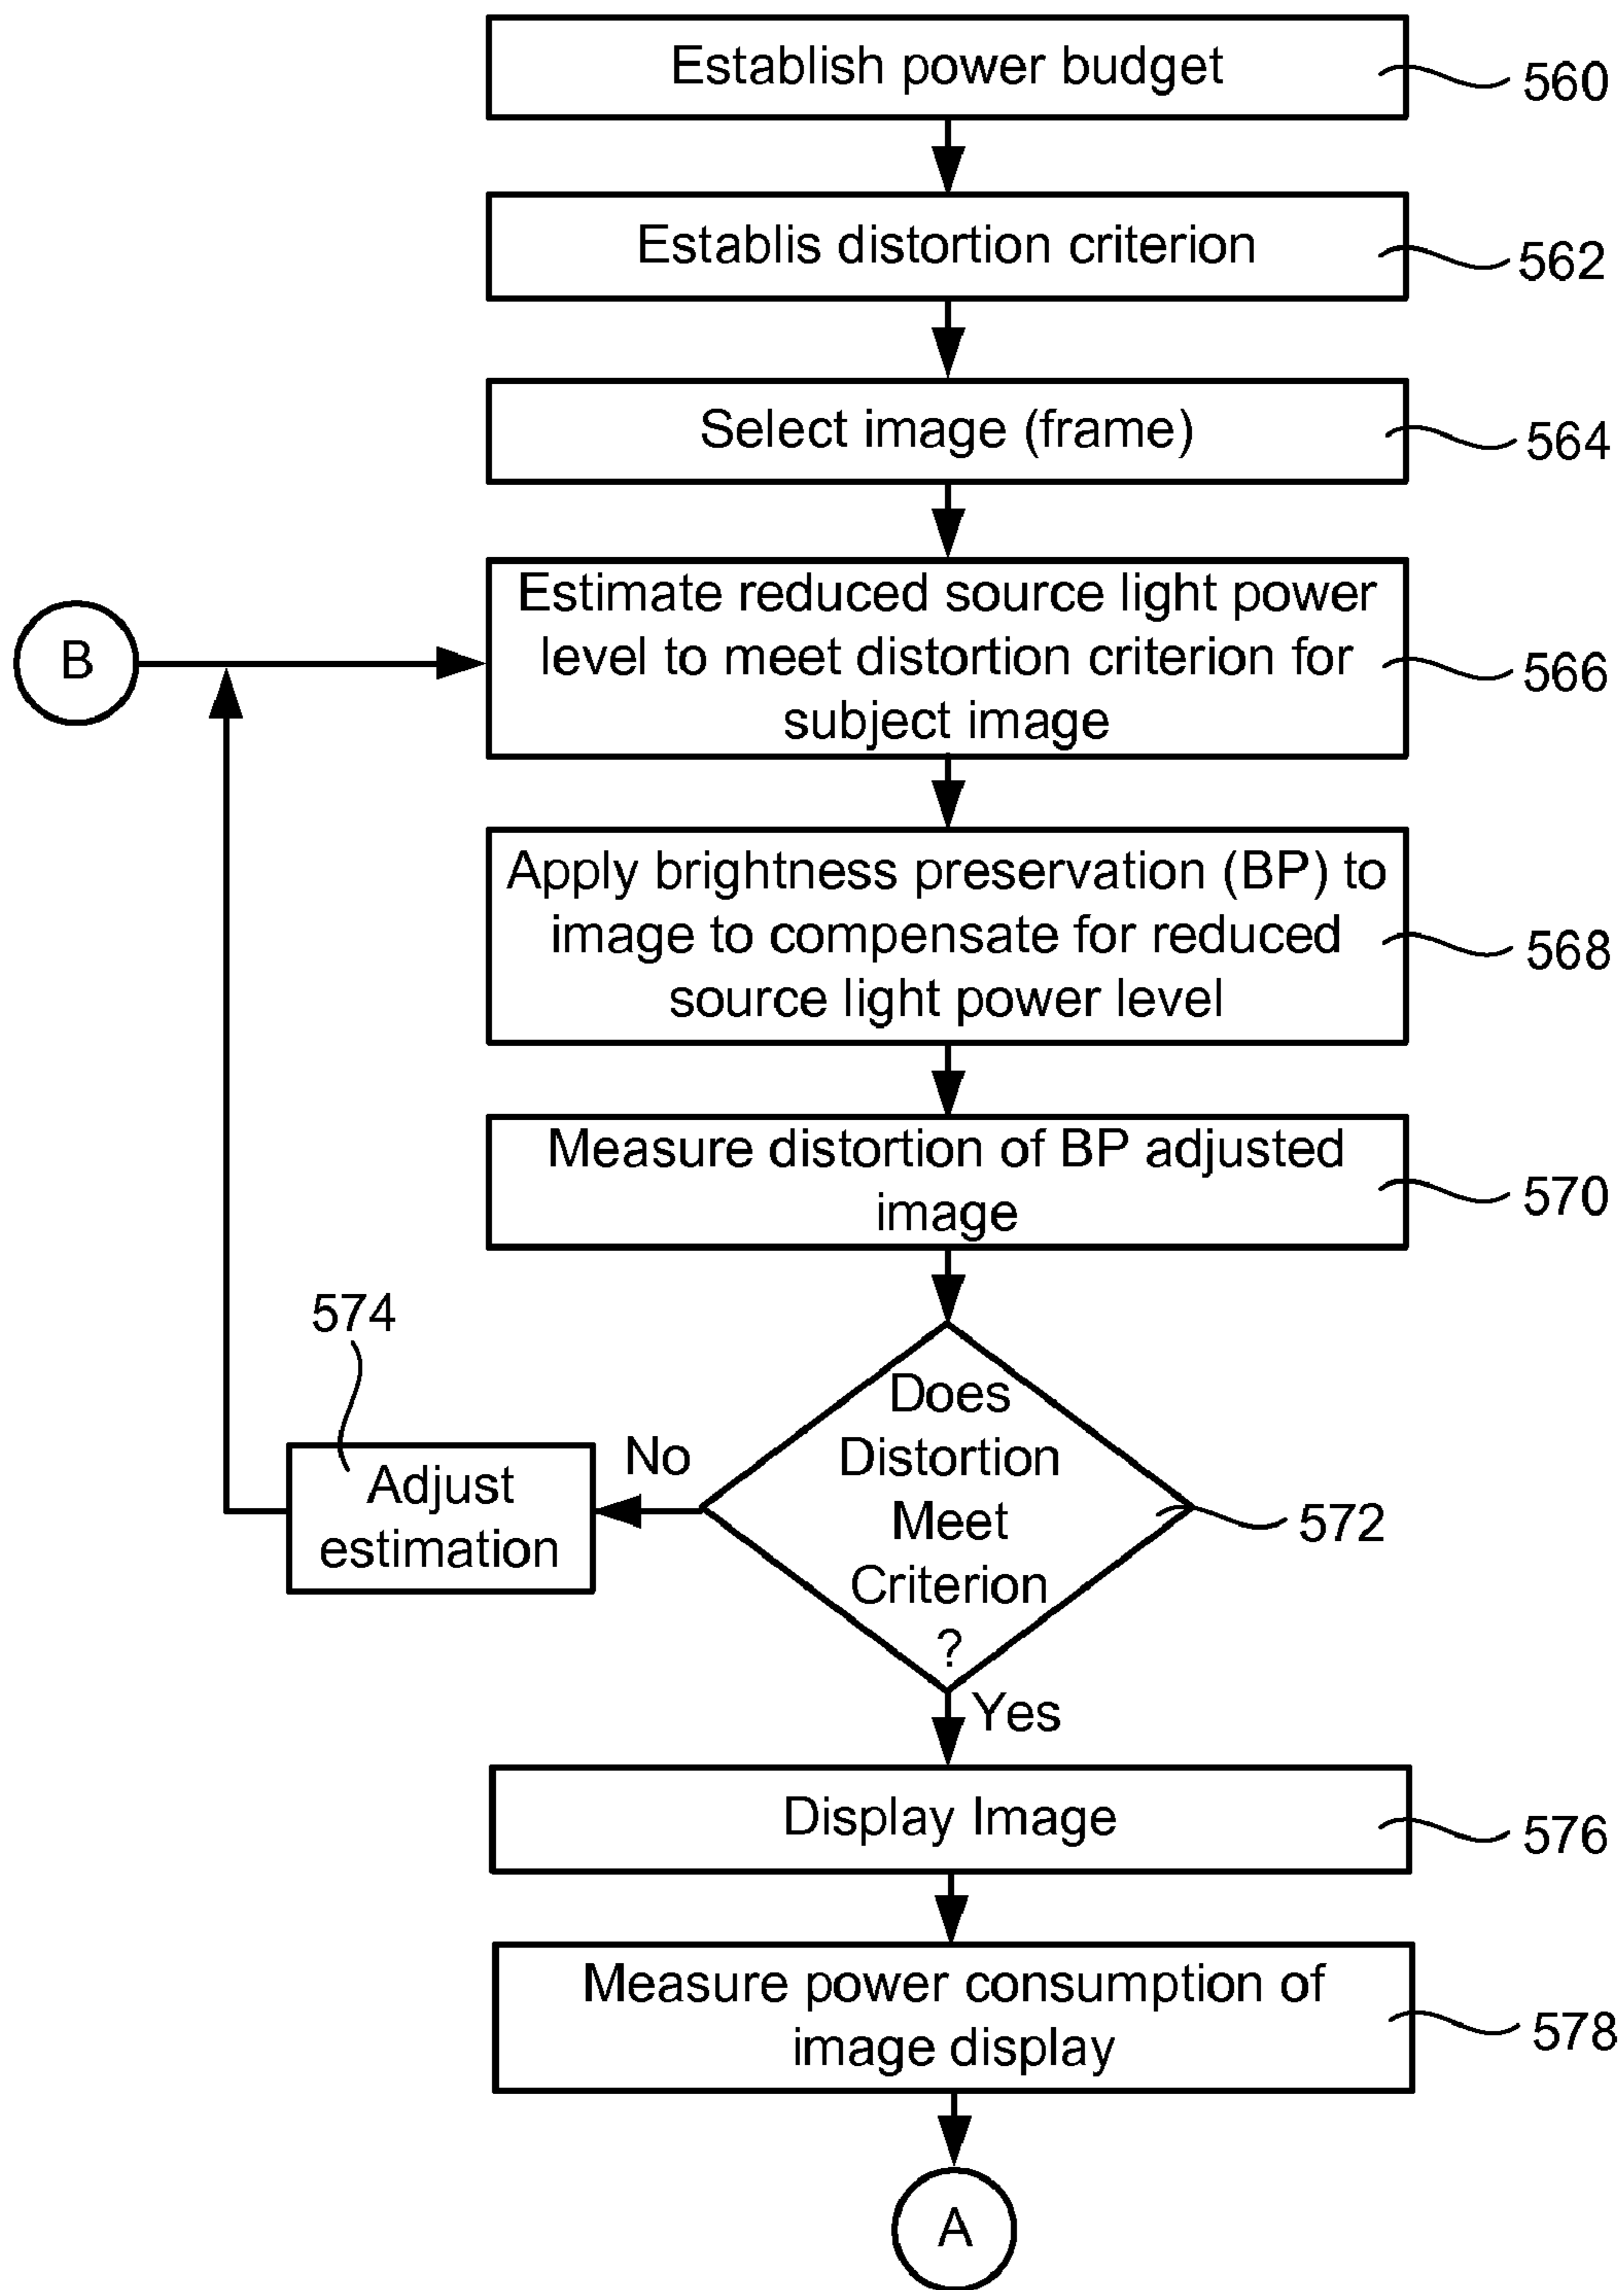 Establish power budget
560
Establis distortion criterion
562
Select image (frame)
564
B
Estimate reduced source light power
level to meet distortion criterion for
subject image
566
Apply brightness preservation (BP) to
image to compensate for reduced
source light power level
568
Measure distortion of BP adjusted
image
570
574
Adjust
estimation
No
Does
Distortion
Meet
Criterion
?
572
Yes
Display Image
576
Measure power consumption of
image display
578
A